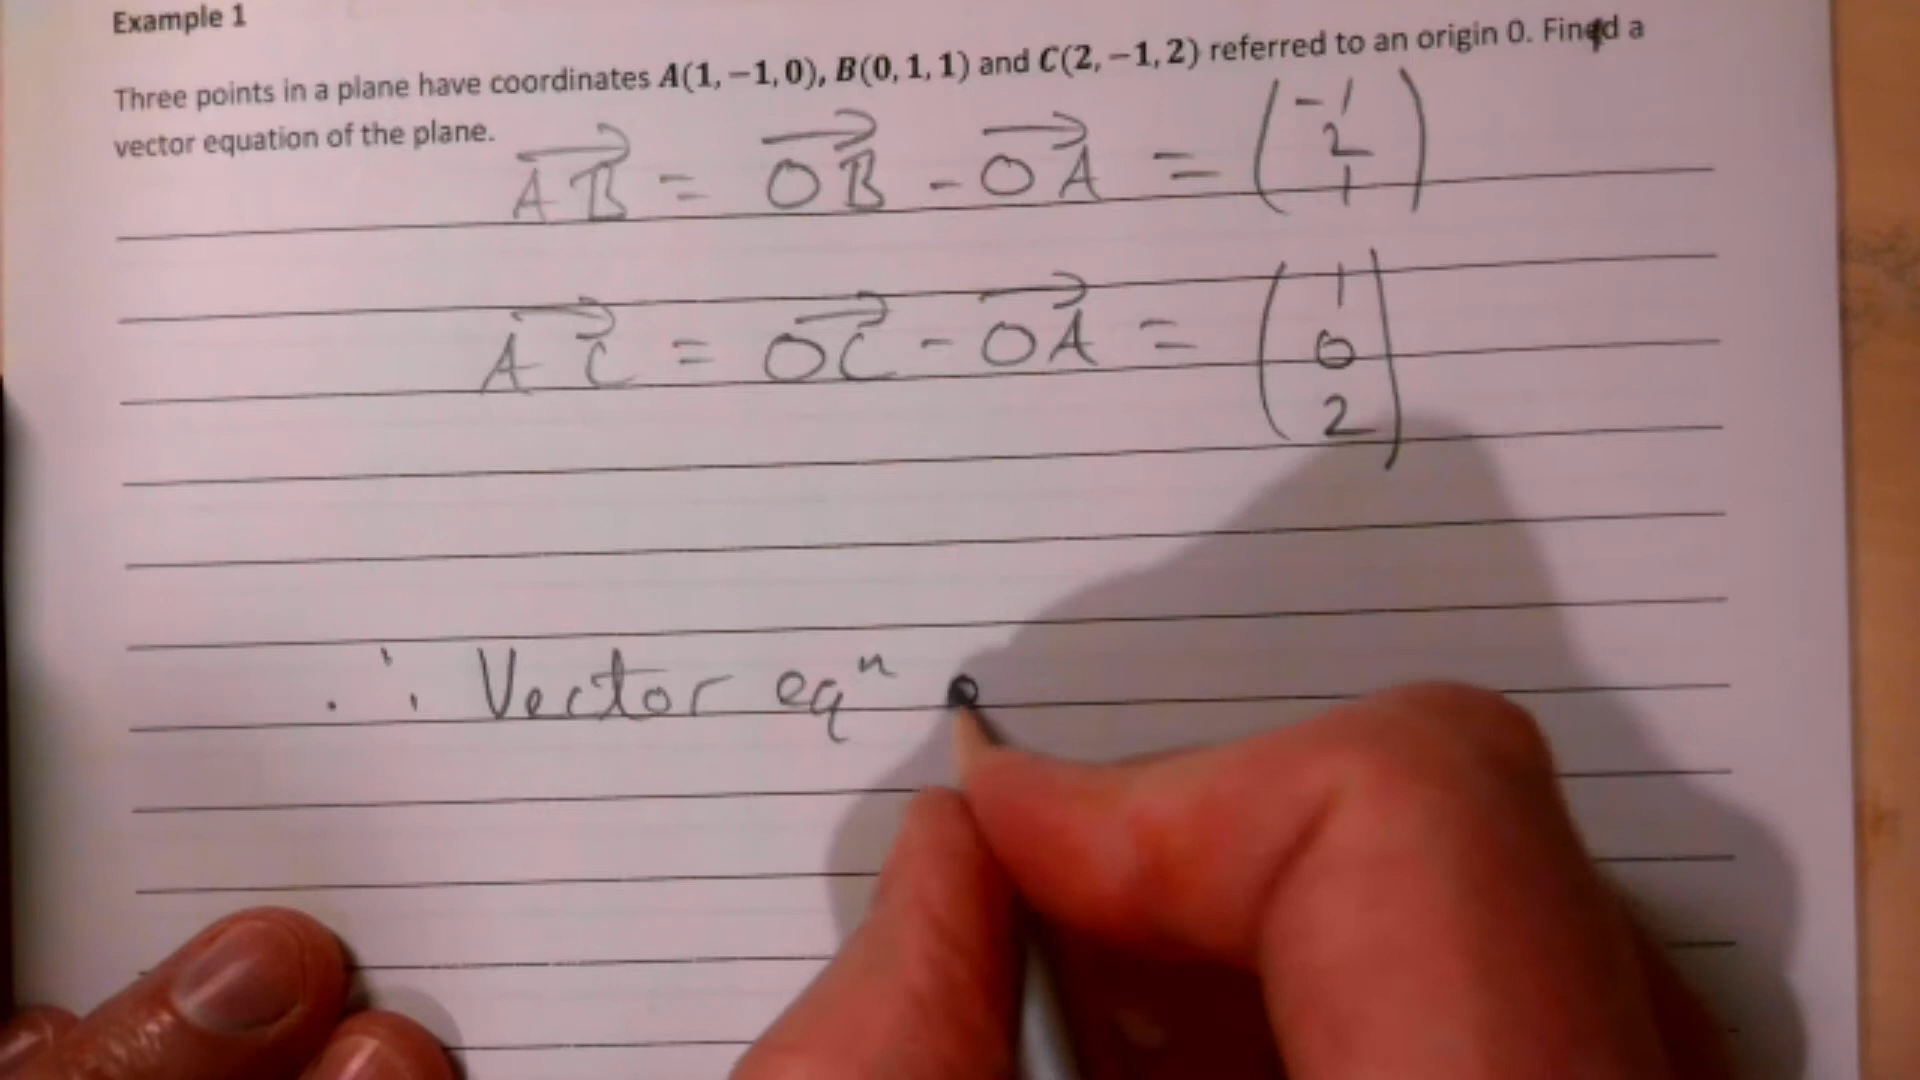 Example 1
Three points in a plane have coordinates A(1, −1, 0), B(0, 1, 1) and C(2, −1, 2) referred to an origin O. Find a
vector equation of the plane.
AB = OB - OA = (-1 2 1)
AC = OC - OA = (1 0 2)
∴ Vector eqⁿ